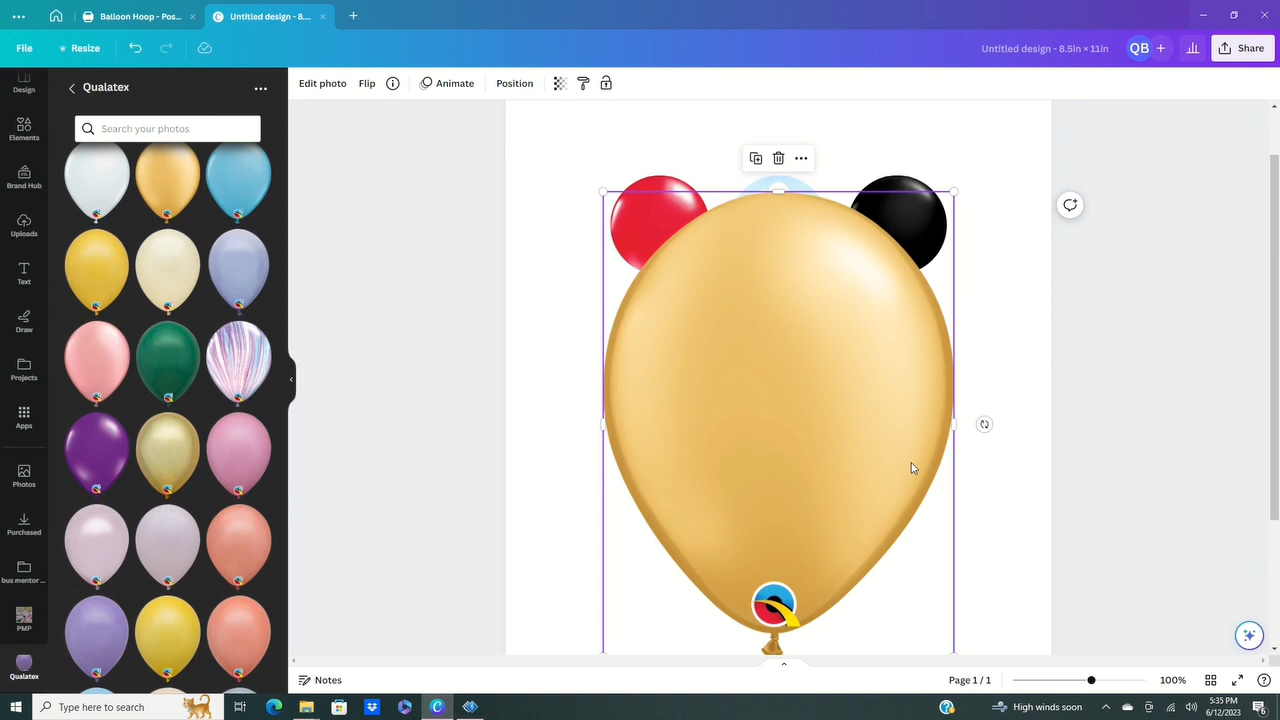 Balloon Hoop - Pos...
Untitled design - 8....
File
Resize
Untitled design - 8.5in × 11in
QB
Share
Design
Qualatex
Edit photo
Flip
Animate
Position
Search your photos
Elements
Brand Hub
Uploads
Text
Draw
Projects
Apps
Photos
Purchased
bus mentor ...
PMP
Qualatex
Notes
Page 1 / 1
100%
Type here to search
High winds soon
5:35 PM
6/12/2023
6